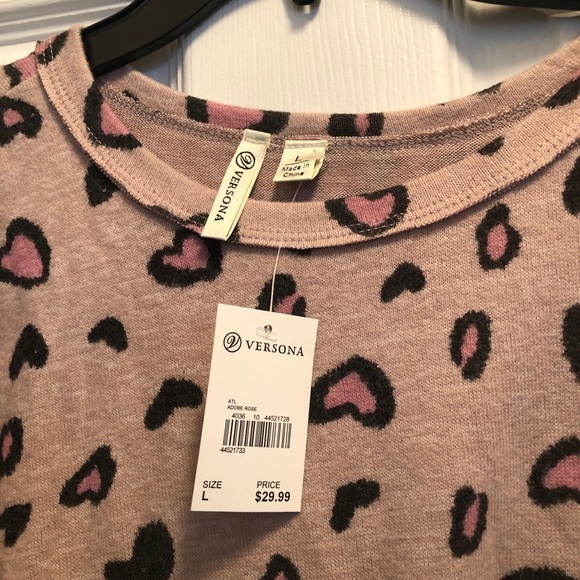 VERSONA
L
Made in
China
VERSONA
ATL
ADOBE ROSE
4036 10 44521728
44521733
SIZE PRICE
L $29.99